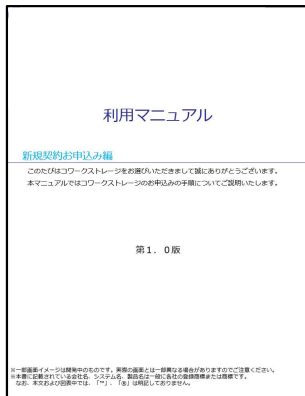 利用マニュアル
新規契約お申込み編
このたびはコワークストレージをお選びいただきまして誠にありがとうございます。
本マニュアルではコワークストレージのお申込みの手順についてご説明いたします。
第1．0版
※一部画面イメージは開発中のものです。実際の画面とは一部異なる場合がありますのでご注意ください。
※本書に記載されている会社名、システム名、製品名は一般に各社の登録商標または商標です。
なお、本文および図表中では、「™」、「®」は明記しておりません。